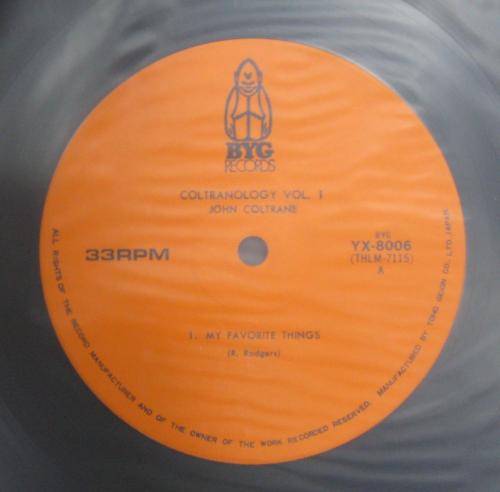 BYG
RECORDS
COLTRANOLOGY VOL. 1
JOHN COLTRANE
33RPM
BYG
YX-8006
(THLM-7115)
A
1. MY FAVORITE THINGS
(R. Rodgers)
ALL RIGHTS OF THE RECORD MANUFACTURER AND OF THE OWNER OF THE WORK RECORDED RESERVED. MANUFACTURED BY TOHO GEION CO., LTD. JAPAN.